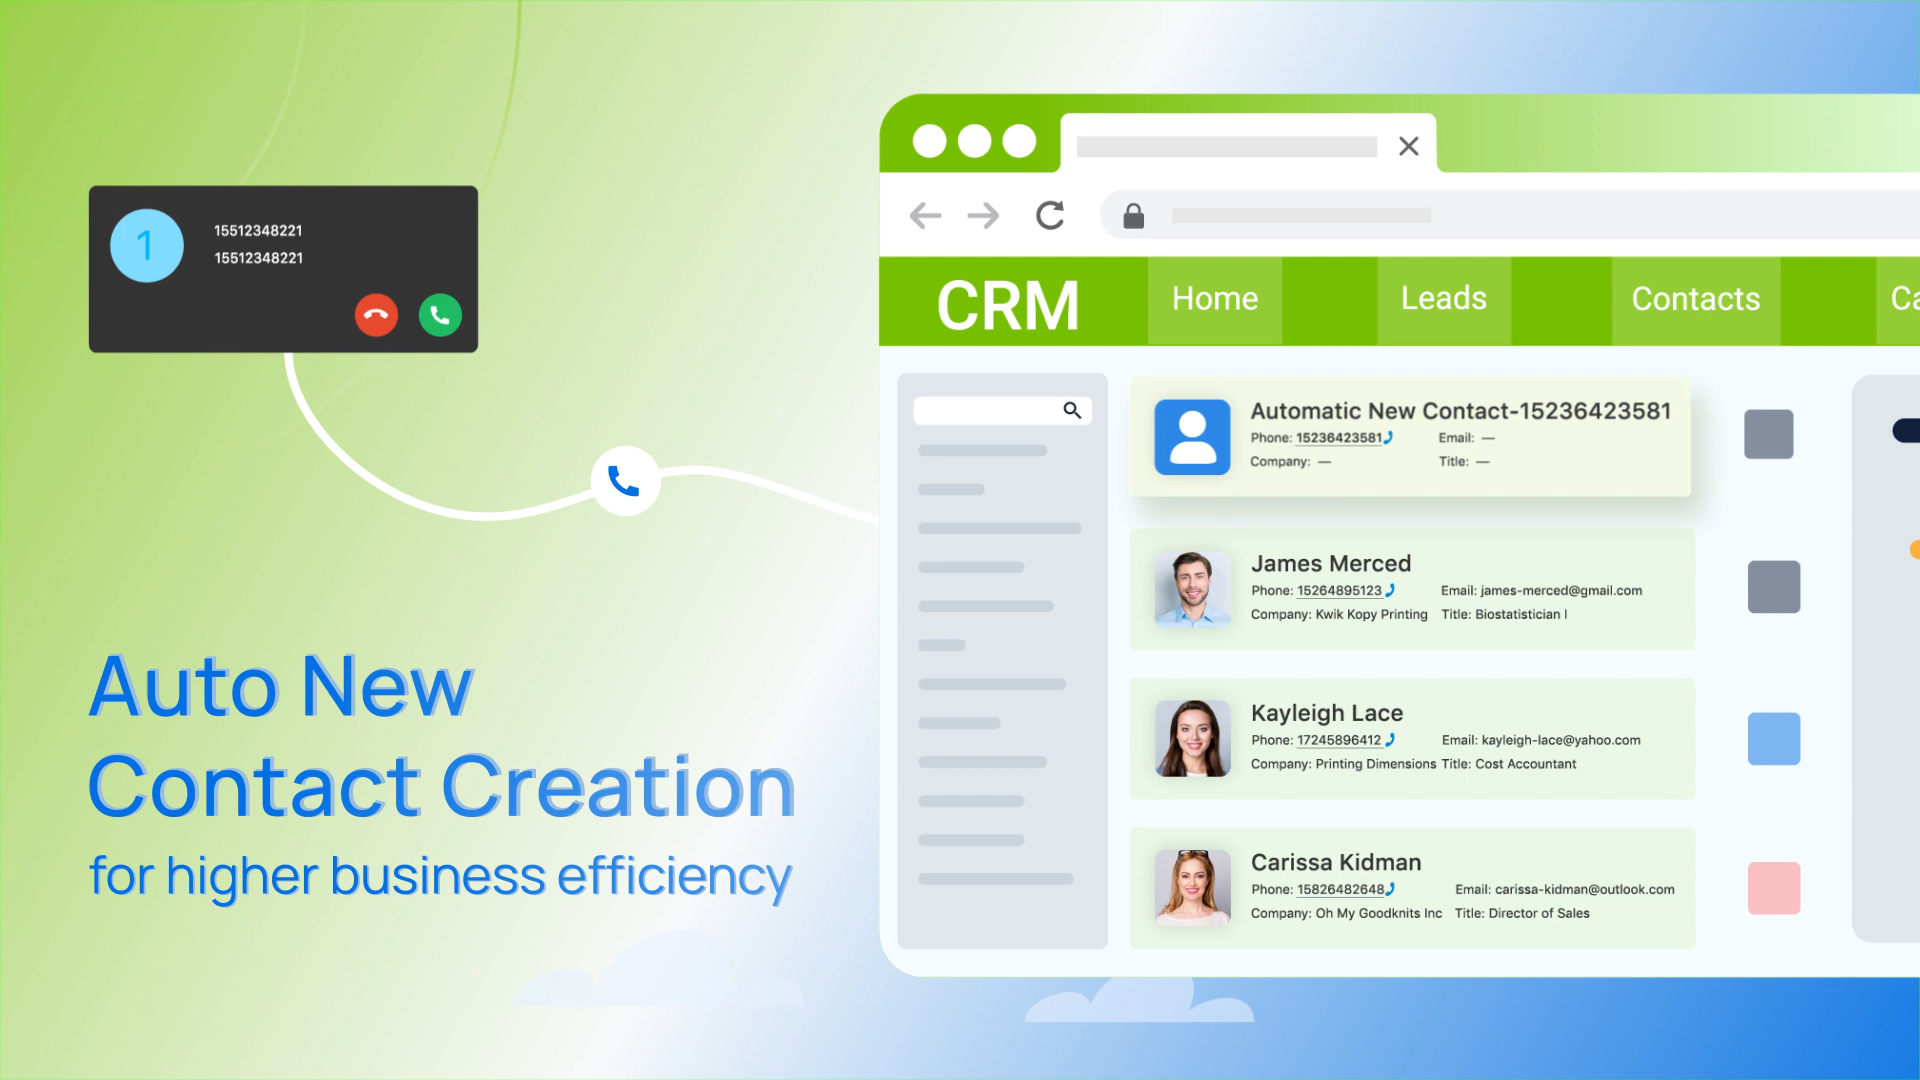 1
15512348221
15512348221
Auto New
Contact Creation
for higher business efficiency
CRM
Home
Leads
Contacts
Ca
Automatic New Contact-15236423581
Phone: 15236423581
Email: —
Company: —
Title: —
James Merced
Phone: 15264895123
Email: james-merced@gmail.com
Company: Kwik Kopy Printing
Title: Biostatistician I
Kayleigh Lace
Phone: 17245896412
Email: kayleigh-lace@yahoo.com
Company: Printing Dimensions
Title: Cost Accountant
Carissa Kidman
Phone: 15826482648
Email: carissa-kidman@outlook.com
Company: Oh My Goodknits Inc
Title: Director of Sales